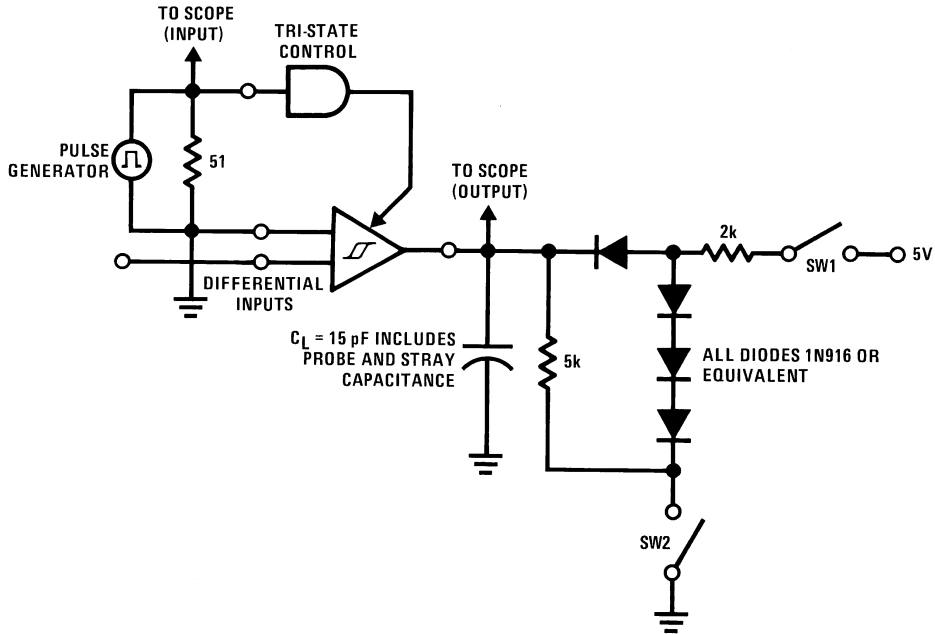 TO SCOPE
(INPUT)
TRI-STATE
CONTROL
PULSE
GENERATOR
51
TO SCOPE
(OUTPUT)
2k
SW1
5V
DIFFERENTIAL
INPUTS
CL = 15 pF INCLUDES
PROBE AND STRAY
CAPACITANCE
5k
ALL DIODES 1N916 OR
EQUIVALENT
SW2